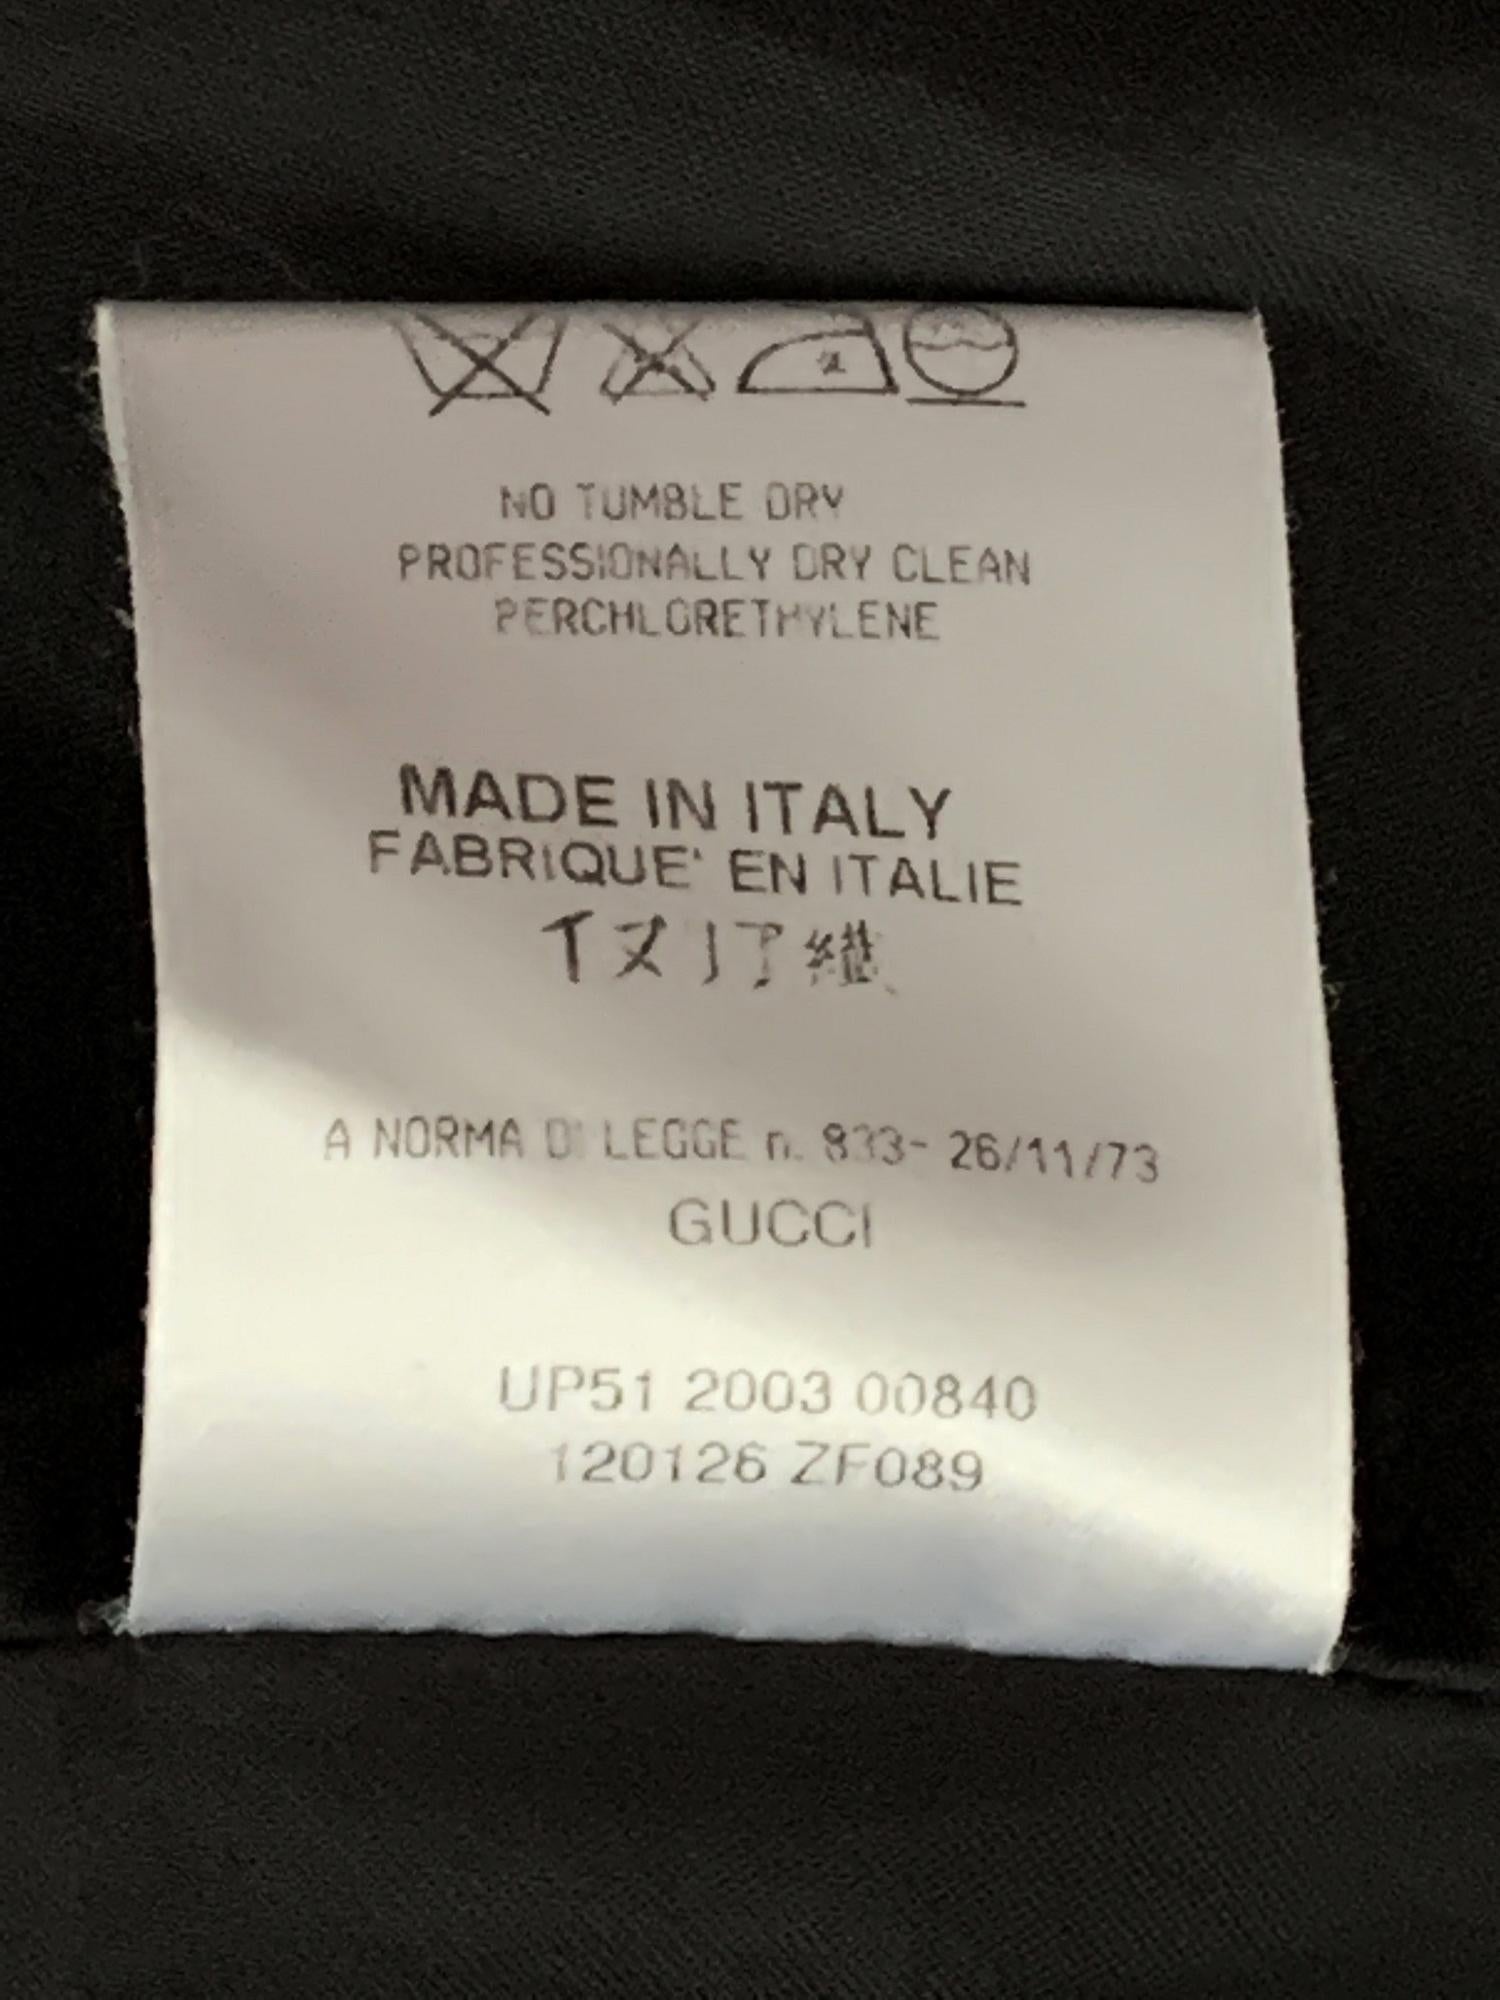 NO TUMBLE DRY
PROFESSIONALLY DRY CLEAN
PERCHLORETHYLENE
MADE IN ITALY
FABRIQUE' EN ITALIE
A NORMA DI LEGGE n. 833- 26/11/73
GUCCI
UP51 2003 00840
120126 ZF089